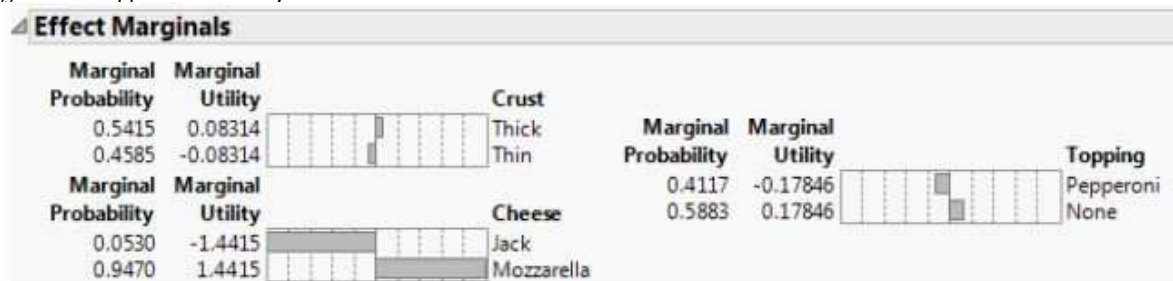 Effect Marginals
Marginal Marginal
Probability Utility Crust
0.5415 0.08314 Thick
0.4585 -0.08314 Thin
Marginal Marginal
Probability Utility Cheese
0.0530 -1.4415 Jack
0.9470 1.4415 Mozzarella
Marginal Marginal
Probability Utility Topping
0.4117 -0.17846 Pepperoni
0.5883 0.17846 None